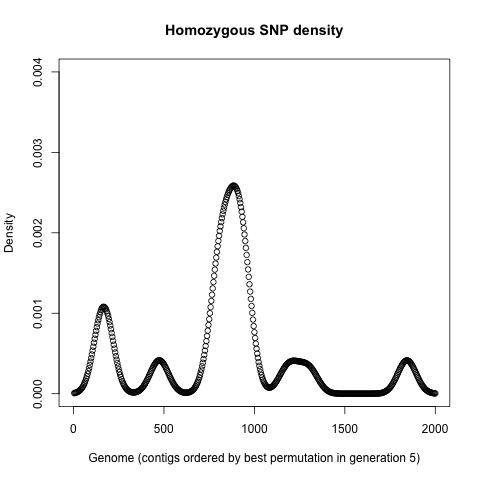 Homozygous SNP density
0.004
0.003
0.002
0.001
0.000
Density
0 500 1000 1500 2000
Genome (contigs ordered by best permutation in generation 5)